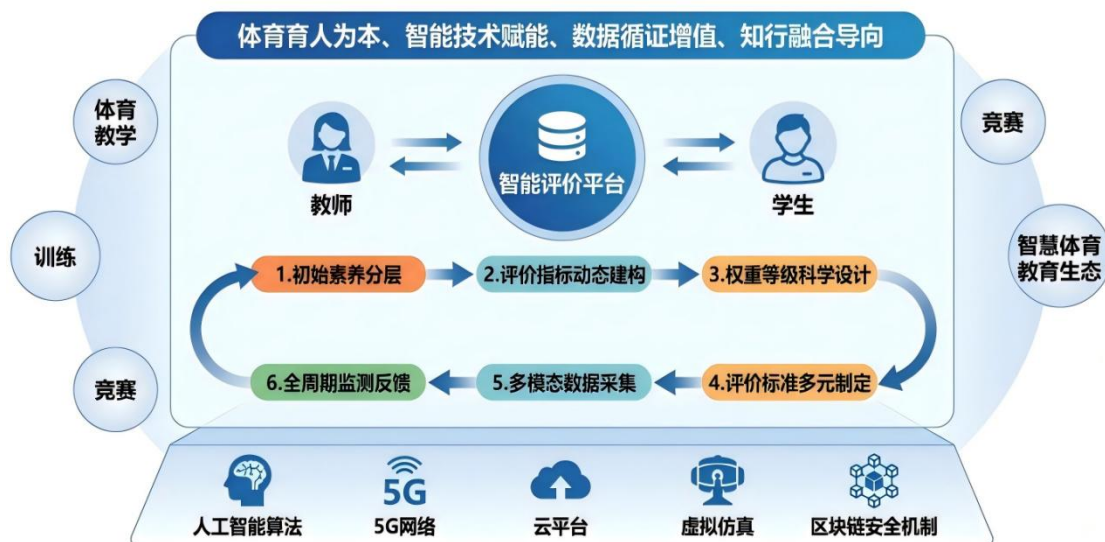 体育育人为本、智能技术赋能、数据循证增值、知行融合导向
体育
教学
训练
竞赛
教师
智能评价平台
学生
竞赛
智慧体育
教育生态
1.初始素养分层
2.评价指标动态建构
3.权重等级科学设计
4.评价标准多元制定
5.多模态数据采集
6.全周期监测反馈
人工智能算法
5G
5G网络
云平台
虚拟仿真
区块链安全机制